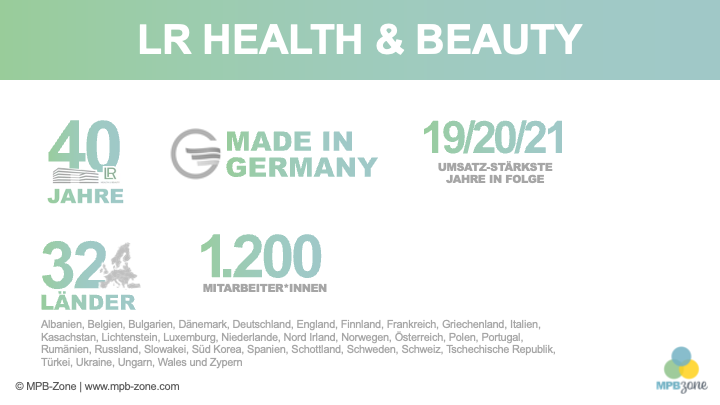 LR HEALTH & BEAUTY
40
LR
JAHRE
MADE IN
GERMANY
19/20/21
UMSATZ-STÄRKSTE
JAHRE IN FOLGE
32
LÄNDER
1.200
MITARBEITER*INNEN
Albanien, Belgien, Bulgarien, Dänemark, Deutschland, England, Finnland, Frankreich, Griechenland, Italien,
Kasachstan, Lichtenstein, Luxemburg, Niederlande, Nord Irland, Norwegen, Österreich, Polen, Portugal,
Rumänien, Russland, Slowakei, Süd Korea, Spanien, Schottland, Schweden, Schweiz, Tschechische Republik,
Türkei, Ukraine, Ungarn, Wales und Zypern
© MPB-Zone | www.mpb-zone.com
MPBzone